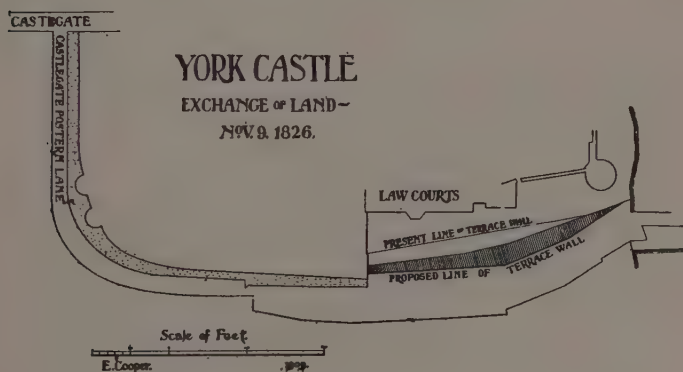 CASTLEGATE
CASTLEGATE POSTERN LANE
YORK CASTLE
EXCHANGE OF LAND~
NOV. 9. 1826.
LAW COURTS
PRESENT LINE OF TERRACE WALL
PROPOSED LINE OF TERRACE WALL
Scale of Feet.
E. Cooper.